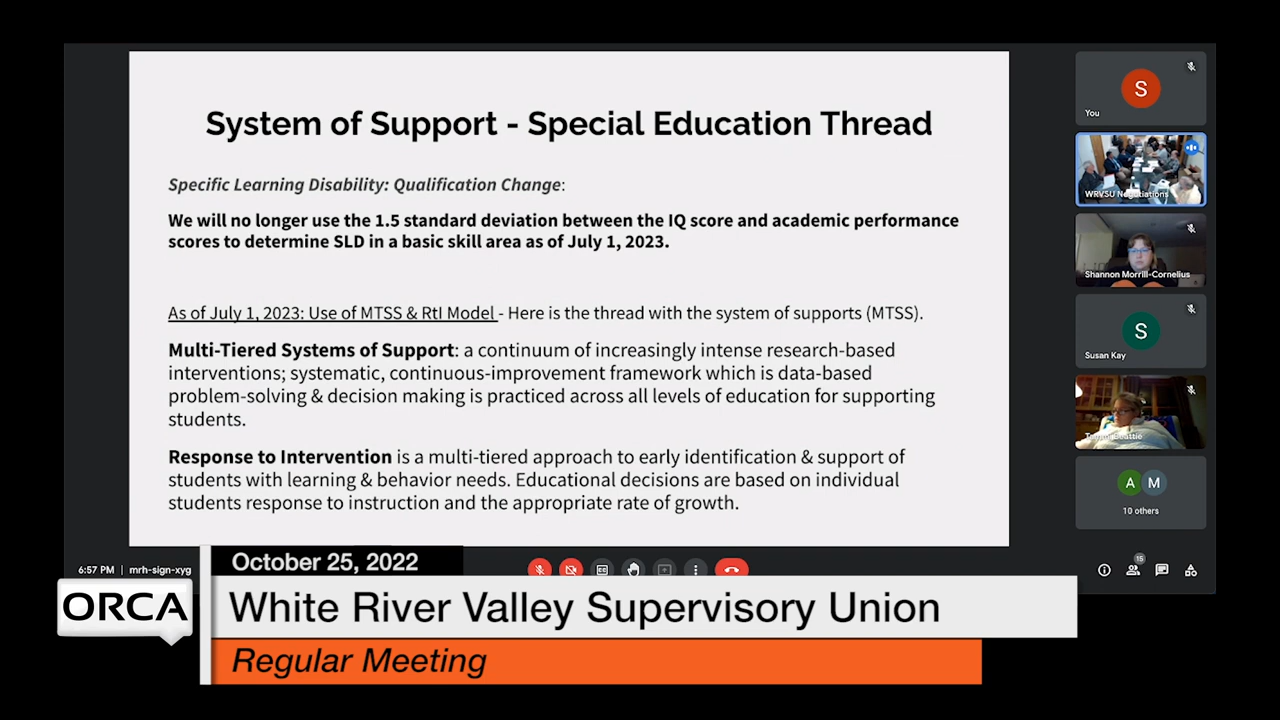 System of Support - Special Education Thread
Specific Learning Disability: Qualification Change:
We will no longer use the 1.5 standard deviation between the IQ score and academic performance
scores to determine SLD in a basic skill area as of July 1, 2023.
As of July 1, 2023: Use of MTSS & RtI Model - Here is the thread with the system of supports (MTSS).
Multi-Tiered Systems of Support: a continuum of increasingly intense research-based
interventions; systematic, continuous-improvement framework which is data-based
problem-solving & decision making is practiced across all levels of education for supporting
students.
Response to Intervention is a multi-tiered approach to early identification & support of
students with learning & behavior needs. Educational decisions are based on individual
students response to instruction and the appropriate rate of growth.
S
You
WRVSU Negotiations
Shannon Morrill-Cornelius
S
Susan Kay
Beattie
A M
10 others
6:57 PM | mrh-sign-xyg
15
October 25, 2022
ORCA
White River Valley Supervisory Union
Regular Meeting